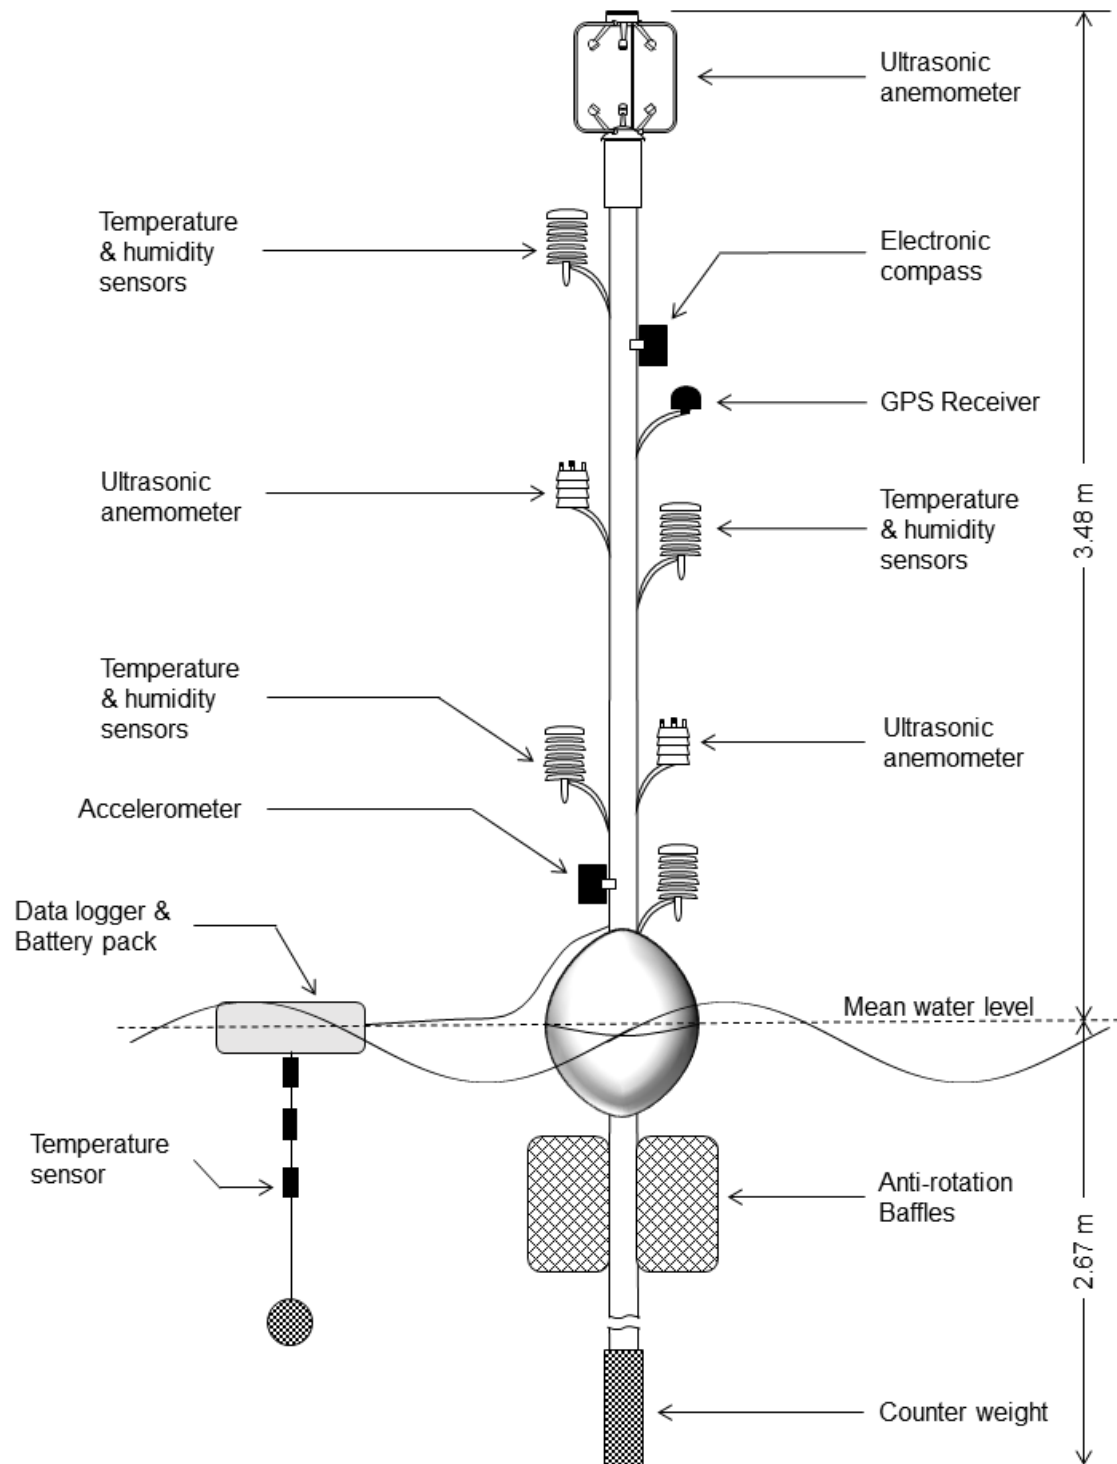 Ultrasonic
anemometer
Temperature
& humidity
sensors
Electronic
compass
GPS Receiver
Ultrasonic
anemometer
Temperature
& humidity
sensors
3.48 m
Temperature
& humidity
sensors
Ultrasonic
anemometer
Accelerometer
Data logger &
Battery pack
Mean water level
Temperature
sensor
Anti-rotation
Baffles
2.67 m
Counter weight